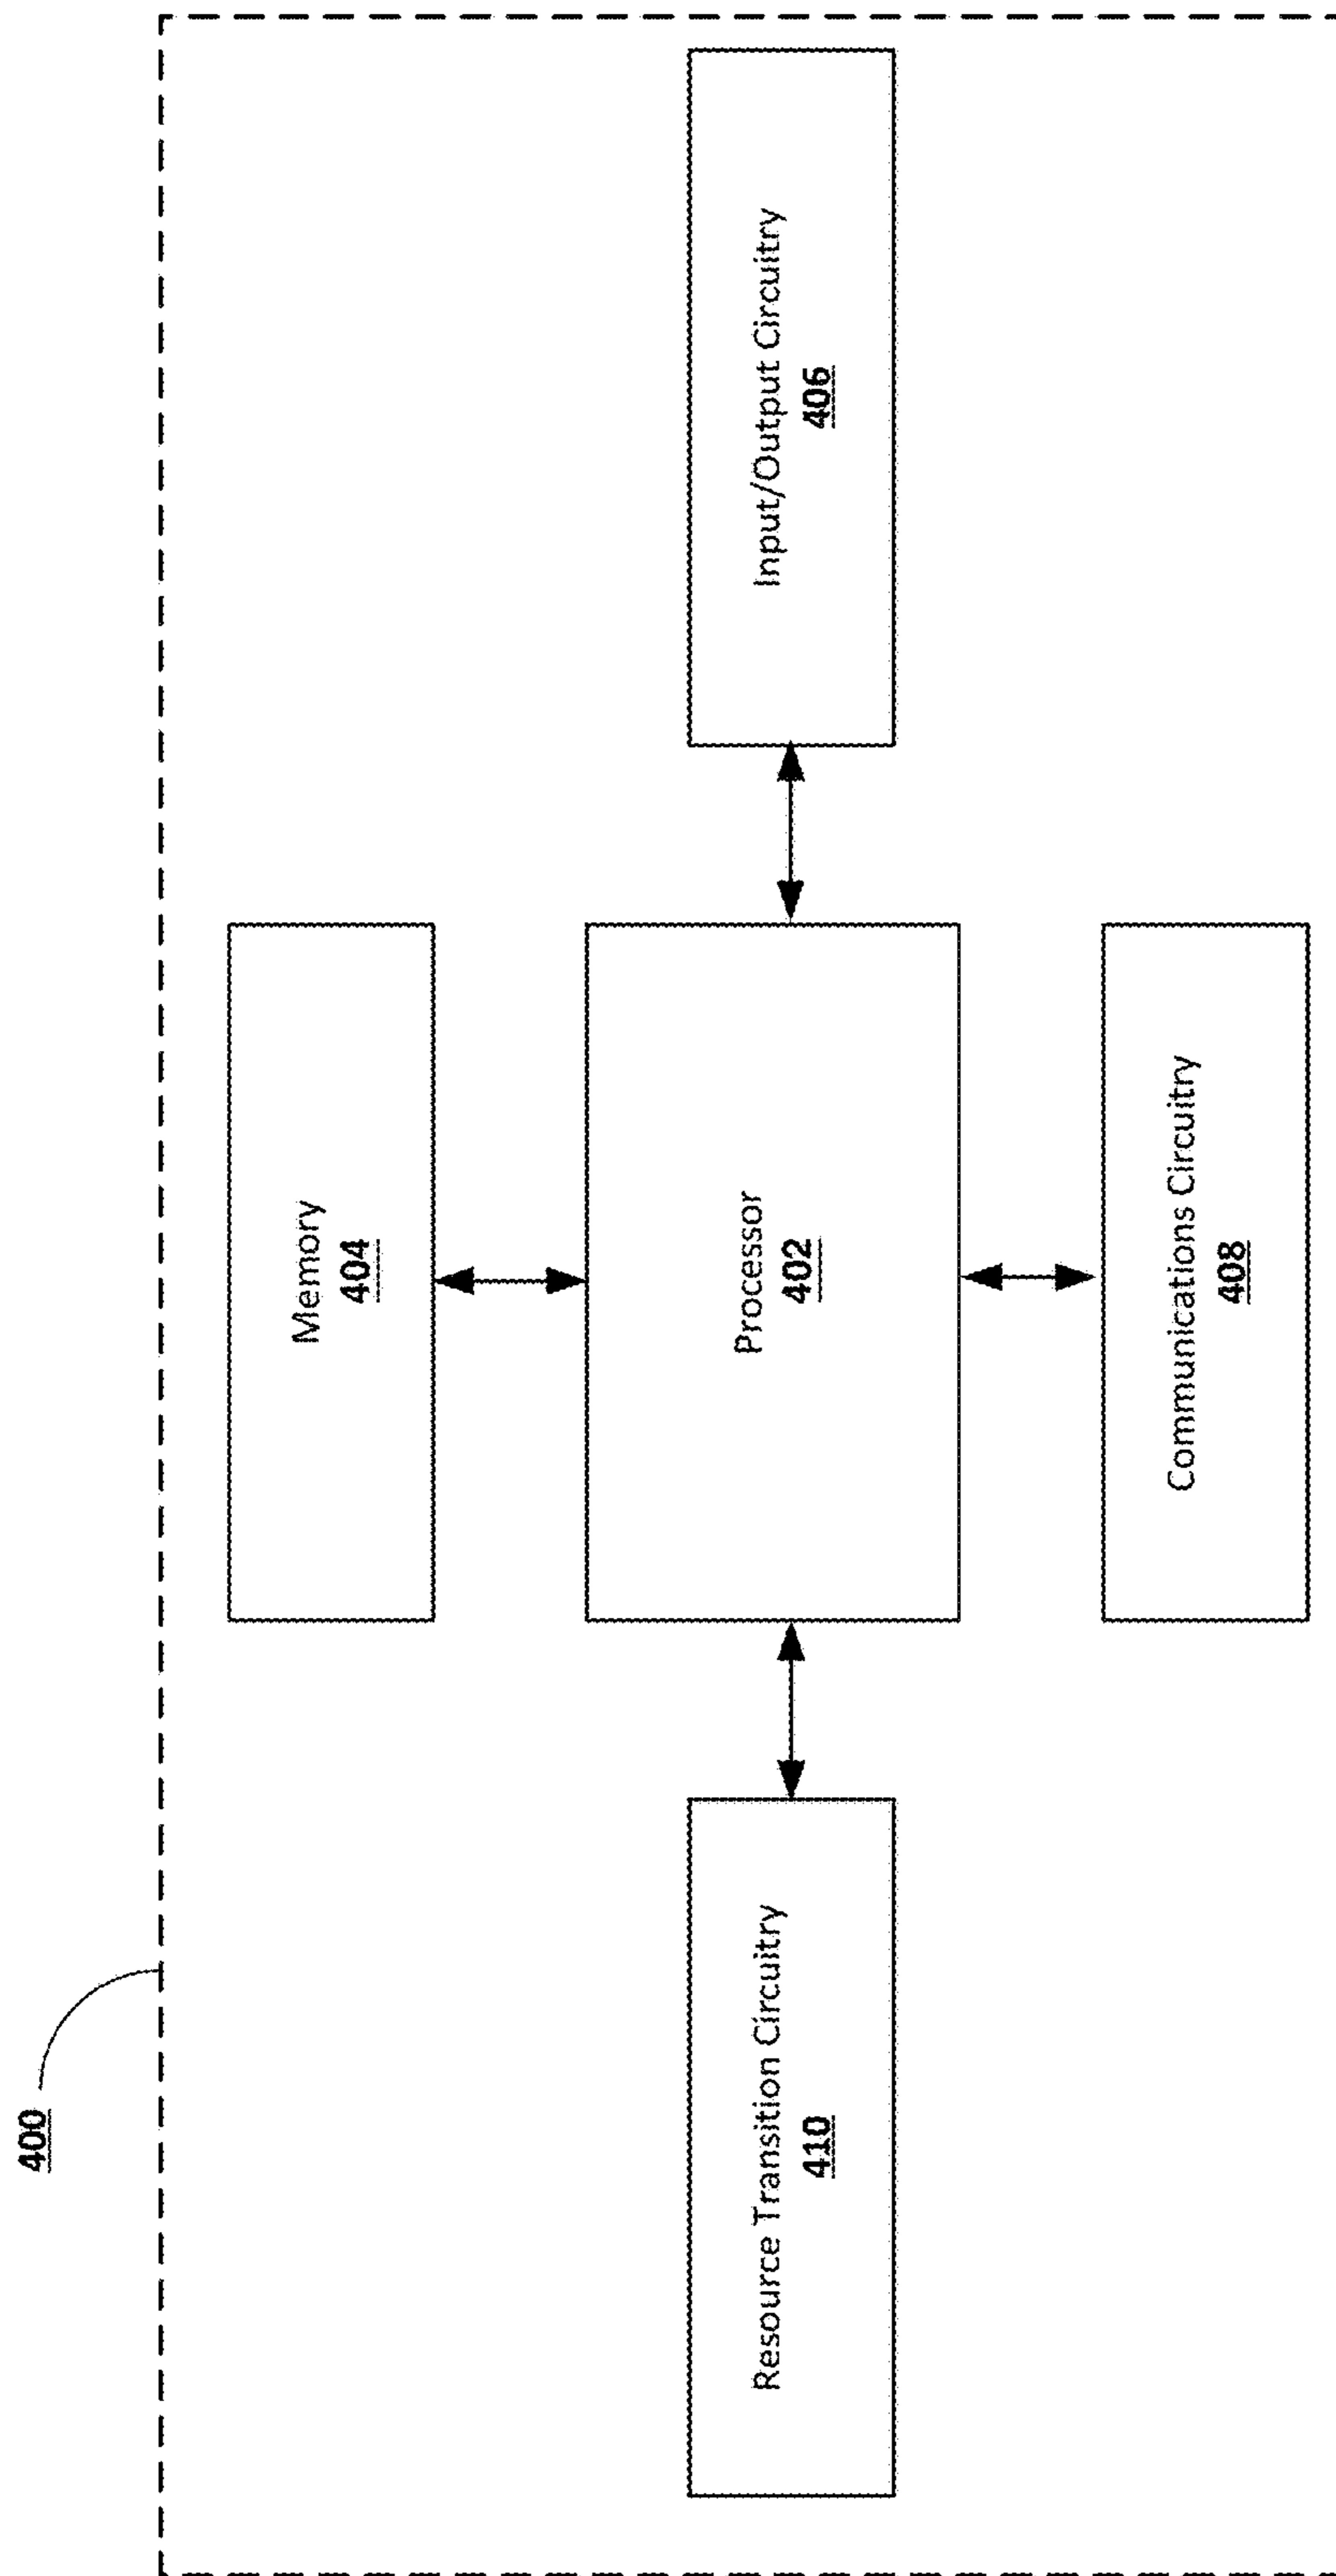 400
Memory
404
Resource Transition Circuitry
410
Processor
402
Input/Output Circuitry
406
Communications Circuitry
408